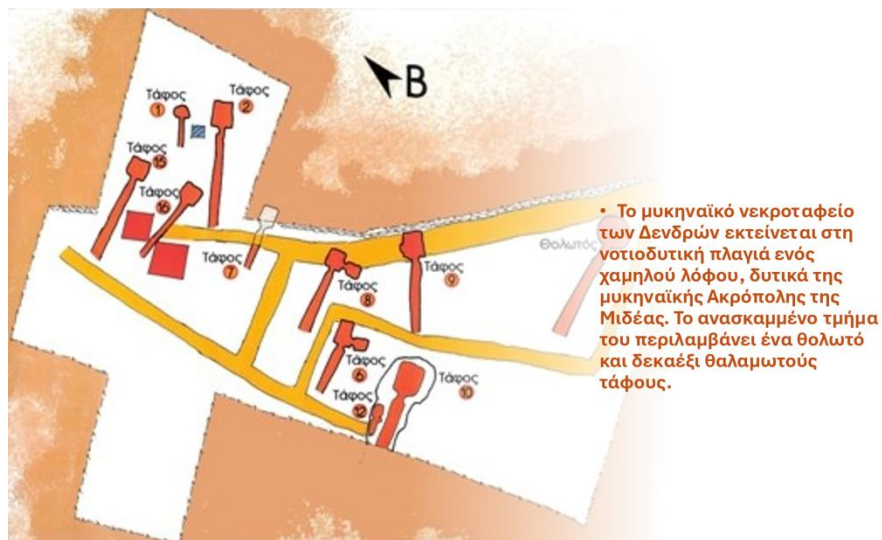 Β
Τάφος
1
Τάφος
2
Τάφος
15
Τάφος
16
Τάφος
7
Τάφος
8
Τάφος
9
Θολωτός
Τάφος
6
Τάφος
10
Τάφος
12
• Το μυκηναϊκό νεκροταφείο
των Δενδρών εκτείνεται στη
νοτιοδυτική πλαγιά ενός
χαμηλού λόφου, δυτικά της
μυκηναϊκής Ακρόπολης της
Μιδέας. Το ανασκαμμένο τμήμα
του περιλαμβάνει ένα θολωτό
και δεκαέξι θαλαμωτούς
τάφους.